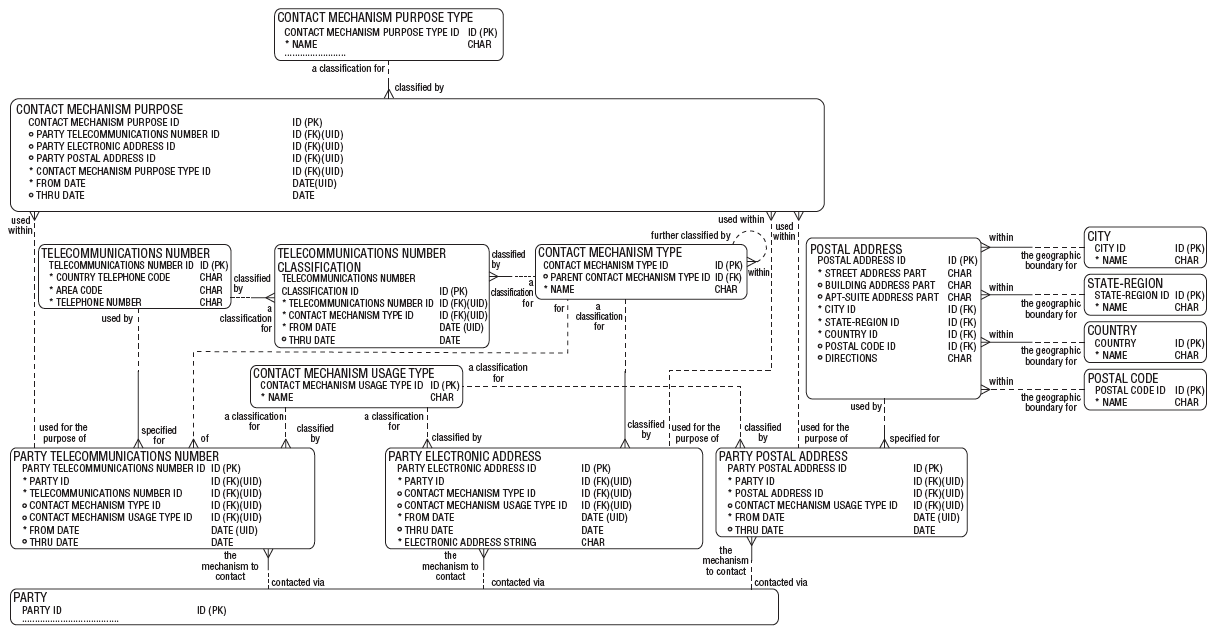 CONTACT MECHANISM PURPOSE TYPE
CONTACT MECHANISM PURPOSE TYPE ID ID (PK)
* NAME CHAR
a classification for
classified by
CONTACT MECHANISM PURPOSE
CONTACT MECHANISM PURPOSE ID ID (PK)
o PARTY TELECOMMUNICATIONS NUMBER ID ID (FK)(UID)
o PARTY ELECTRONIC ADDRESS ID ID (FK)(UID)
o PARTY POSTAL ADDRESS ID ID (FK)(UID)
* CONTACT MECHANISM PURPOSE TYPE ID ID (FK)(UID)
* FROM DATE DATE(UID)
o THRU DATE DATE
used
within
used within
used
within
TELECOMMUNICATIONS NUMBER
TELECOMMUNICATIONS NUMBER ID ID (PK)
* COUNTRY TELEPHONE CODE CHAR
* AREA CODE CHAR
* TELEPHONE NUMBER CHAR
classified
by
a
classification
for
TELECOMMUNICATIONS NUMBER
CLASSIFICATION
TELECOMMUNICATIONS NUMBER
CLASSIFICATION ID ID (PK)
* TELECOMMUNICATIONS NUMBER ID ID (FK)(UID)
* CONTACT MECHANISM TYPE ID ID (FK)(UID)
* FROM DATE DATE (UID)
o THRU DATE DATE
classified
by
a
classification
for
further classified by
within
CONTACT MECHANISM TYPE
CONTACT MECHANISM TYPE ID ID (PK)
o PARENT CONTACT MECHANISM TYPE ID ID (FK)
* NAME CHAR
for
a
classification
for
POSTAL ADDRESS
POSTAL ADDRESS ID ID (PK)
* STREET ADDRESS PART CHAR
o BUILDING ADDRESS PART CHAR
o APT-SUITE ADDRESS PART CHAR
* CITY ID ID (FK)
* STATE-REGION ID ID (FK)
* COUNTRY ID ID (FK)
o POSTAL CODE ID ID (FK)
o DIRECTIONS CHAR
within
the geographic
boundary for
CITY
CITY ID ID (PK)
* NAME CHAR
within
the geographic
boundary for
STATE-REGION
STATE-REGION ID ID (PK)
* NAME CHAR
within
the geographic
boundary for
COUNTRY
COUNTRY ID (PK)
* NAME CHAR
within
the geographic
boundary for
POSTAL CODE
POSTAL CODE ID ID (PK)
* NAME CHAR
used by
CONTACT MECHANISM USAGE TYPE
CONTACT MECHANISM USAGE TYPE ID ID (PK)
* NAME CHAR
a classification
for
used for the
purpose of
specified
for
of
a classification
for
classified
by
a classification
for
classified by
classified
by
used for the
purpose of
classified
by
used for the
purpose of
used by
specified for
PARTY TELECOMMUNICATIONS NUMBER
PARTY TELECOMMUNICATIONS NUMBER ID ID (PK)
* PARTY ID ID (FK)(UID)
* TELECOMMUNICATIONS NUMBER ID ID (FK)(UID)
o CONTACT MECHANISM TYPE ID ID (FK)(UID)
o CONTACT MECHANISM USAGE TYPE ID ID (FK)(UID)
* FROM DATE DATE (UID)
o THRU DATE DATE
PARTY ELECTRONIC ADDRESS
PARTY ELECTRONIC ADDRESS ID ID (PK)
* PARTY ID ID (FK)(UID)
o CONTACT MECHANISM TYPE ID ID (FK)(UID)
o CONTACT MECHANISM USAGE TYPE ID ID (FK)(UID)
* FROM DATE DATE (UID)
o THRU DATE DATE
* ELECTRONIC ADDRESS STRING CHAR
PARTY POSTAL ADDRESS
PARTY POSTAL ADDRESS ID ID (PK)
* PARTY ID ID (FK)(UID)
* POSTAL ADDRESS ID ID (FK)(UID)
o CONTACT MECHANISM USAGE TYPE ID ID (FK)(UID)
* FROM DATE DATE (UID)
o THRU DATE DATE
the
mechanism to
contact
contacted via
the
mechanism to
contact
contacted via
the
mechanism
to contact
contacted via
PARTY
PARTY ID ID (PK)